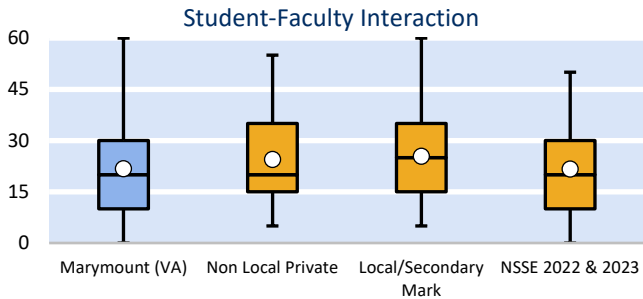 Student-Faculty Interaction
60
45
30
15
0
Marymount (VA)
Non Local Private
Local/Secondary
Mark
NSSE 2022 & 2023